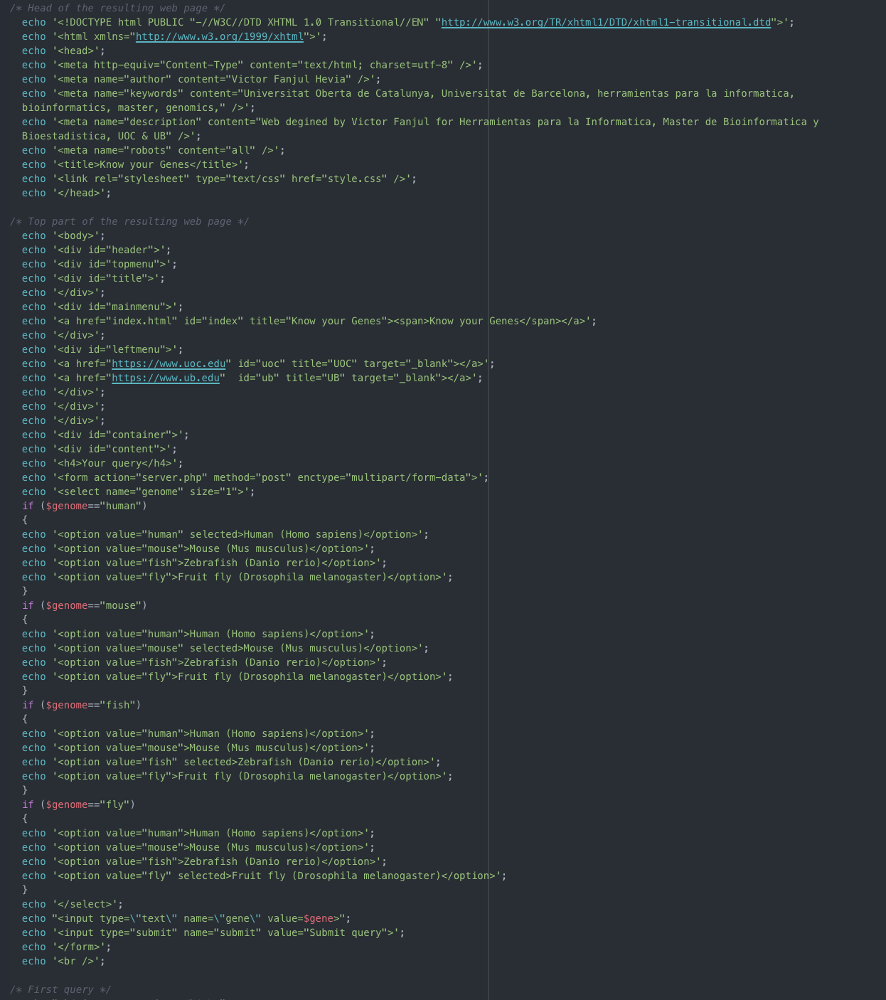 /* Head of the resulting web page */
echo '<!DOCTYPE html PUBLIC "-//W3C//DTD XHTML 1.0 Transitional//EN" "http://www.w3.org/TR/xhtml1/DTD/xhtml1-transitional.dtd">';
echo '<html xmlns="http://www.w3.org/1999/xhtml">';
echo '<head>';
echo '<meta http-equiv="Content-Type" content="text/html; charset=utf-8" />';
echo '<meta name="author" content="Victor Fanjul Hevia" />';
echo '<meta name="keywords" content="Universitat Oberta de Catalunya, Universitat de Barcelona, herramientas para la informatica,
bioinformatics, master, genomics," />';
echo '<meta name="description" content="Web degined by Victor Fanjul for Herramientas para la Informatica, Master de Bioinformatica y
Bioestadistica, UOC & UB" />';
echo '<meta name="robots" content="all" />';
echo '<title>Know your Genes</title>';
echo '<link rel="stylesheet" type="text/css" href="style.css" />';
echo '</head>';
/* Top part of the resulting web page */
echo '<body>';
echo '<div id="header">';
echo '<div id="topmenu">';
echo '<div id="title">';
echo '</div>';
echo '<div id="mainmenu">';
echo '<a href="index.html" id="index" title="Know your Genes"><span>Know your Genes</span></a>';
echo '</div>';
echo '<div id="leftmenu">';
echo '<a href="https://www.uoc.edu" id="uoc" title="UOC" target="_blank"></a>';
echo '<a href="https://www.ub.edu"  id="ub" title="UB" target="_blank"></a>';
echo '</div>';
echo '</div>';
echo '</div>';
echo '<div id="container">';
echo '<div id="content">';
echo '<h4>Your query</h4>';
echo '<form action="server.php" method="post" enctype="multipart/form-data">';
echo '<select name="genome" size="1">';
if ($genome=="human")
{
echo '<option value="human" selected>Human (Homo sapiens)</option>';
echo '<option value="mouse">Mouse (Mus musculus)</option>';
echo '<option value="fish">Zebrafish (Danio rerio)</option>';
echo '<option value="fly">Fruit fly (Drosophila melanogaster)</option>';
}
if ($genome=="mouse")
{
echo '<option value="human">Human (Homo sapiens)</option>';
echo '<option value="mouse" selected>Mouse (Mus musculus)</option>';
echo '<option value="fish">Zebrafish (Danio rerio)</option>';
echo '<option value="fly">Fruit fly (Drosophila melanogaster)</option>';
}
if ($genome=="fish")
{
echo '<option value="human">Human (Homo sapiens)</option>';
echo '<option value="mouse">Mouse (Mus musculus)</option>';
echo '<option value="fish" selected>Zebrafish (Danio rerio)</option>';
echo '<option value="fly">Fruit fly (Drosophila melanogaster)</option>';
}
if ($genome=="fly")
{
echo '<option value="human">Human (Homo sapiens)</option>';
echo '<option value="mouse">Mouse (Mus musculus)</option>';
echo '<option value="fish">Zebrafish (Danio rerio)</option>';
echo '<option value="fly" selected>Fruit fly (Drosophila melanogaster)</option>';
}
echo '</select>';
echo "<input type=\"text\" name=\"gene\" value=$gene>";
echo '<input type="submit" name="submit" value="Submit query">';
echo '</form>';
echo '<br />';
/* First query */